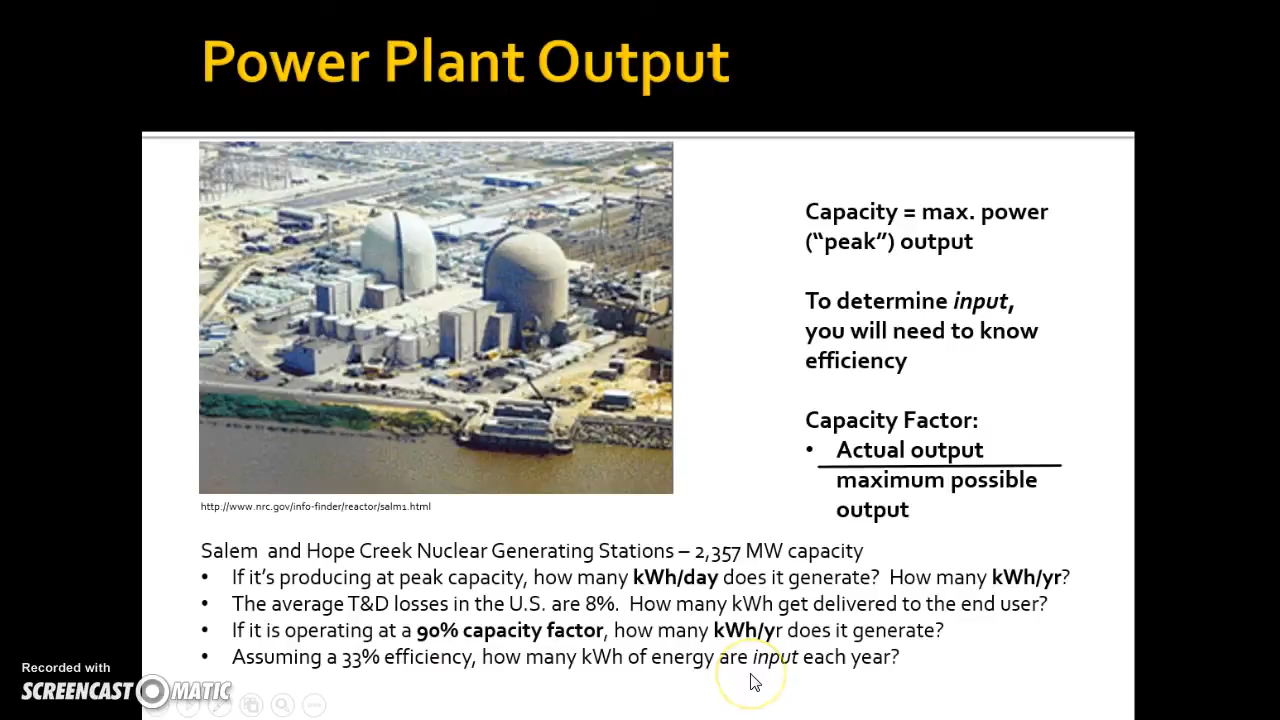 Power Plant Output
Capacity = max. power
(“peak”) output
To determine input,
you will need to know
efficiency
Capacity Factor:
• Actual output
maximum possible
output
http://www.nrc.gov/info-finder/reactor/salm1.html
Salem and Hope Creek Nuclear Generating Stations – 2,357 MW capacity
• If it’s producing at peak capacity, how many kWh/day does it generate? How many kWh/yr?
• The average T&D losses in the U.S. are 8%. How many kWh get delivered to the end user?
• If it is operating at a 90% capacity factor, how many kWh/yr does it generate?
• Assuming a 33% efficiency, how many kWh of energy are input each year?
Recorded with
SCREENCAST MATIC